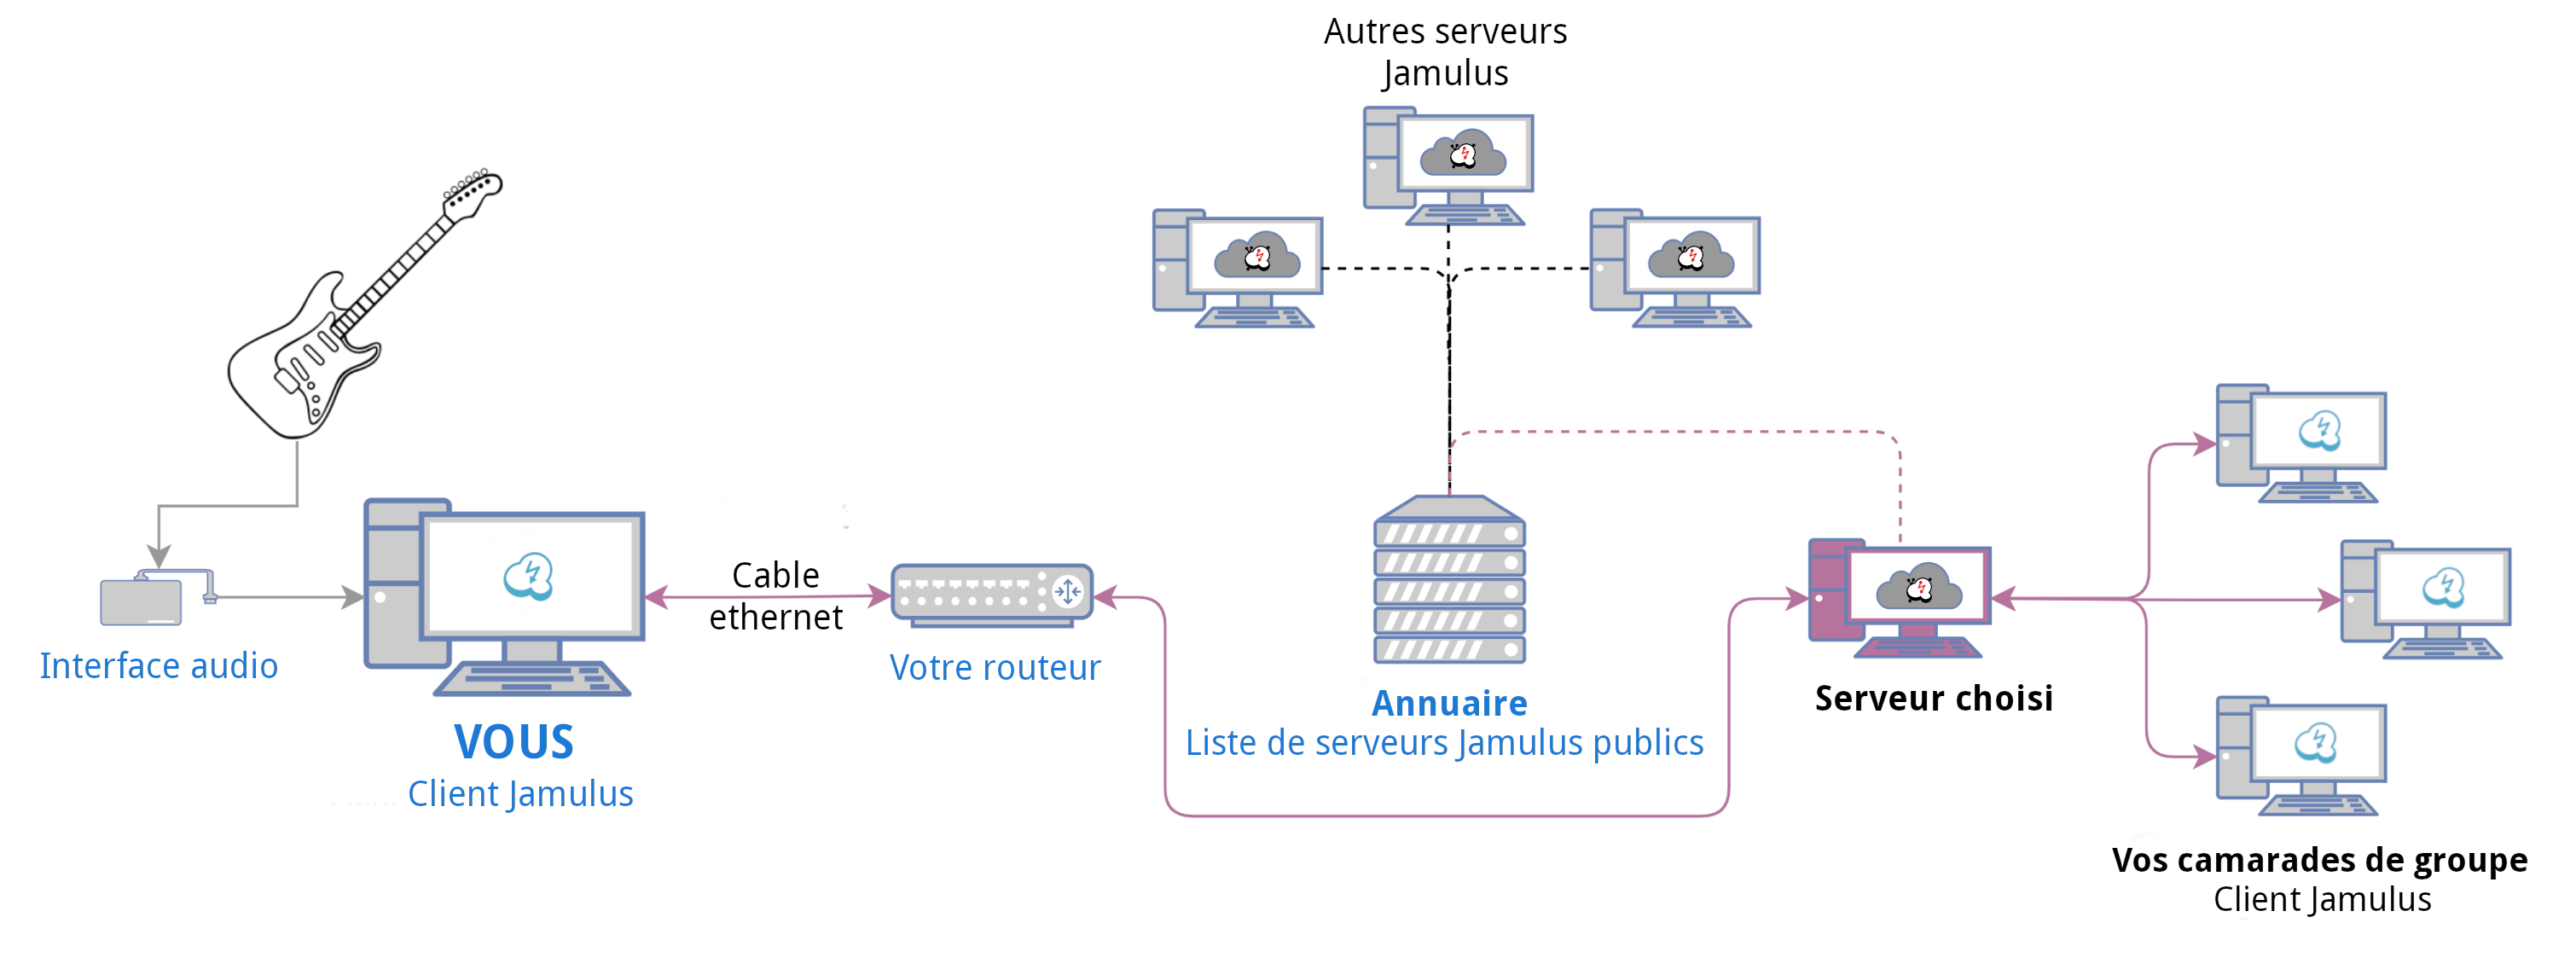 Autres serveurs
Jamulus
Cable
ethernet
Interface audio
Votre routeur
VOUS
Client Jamulus
Annuaire
Liste de serveurs Jamulus publics
Serveur choisi
Vos camarades de groupe
Client Jamulus